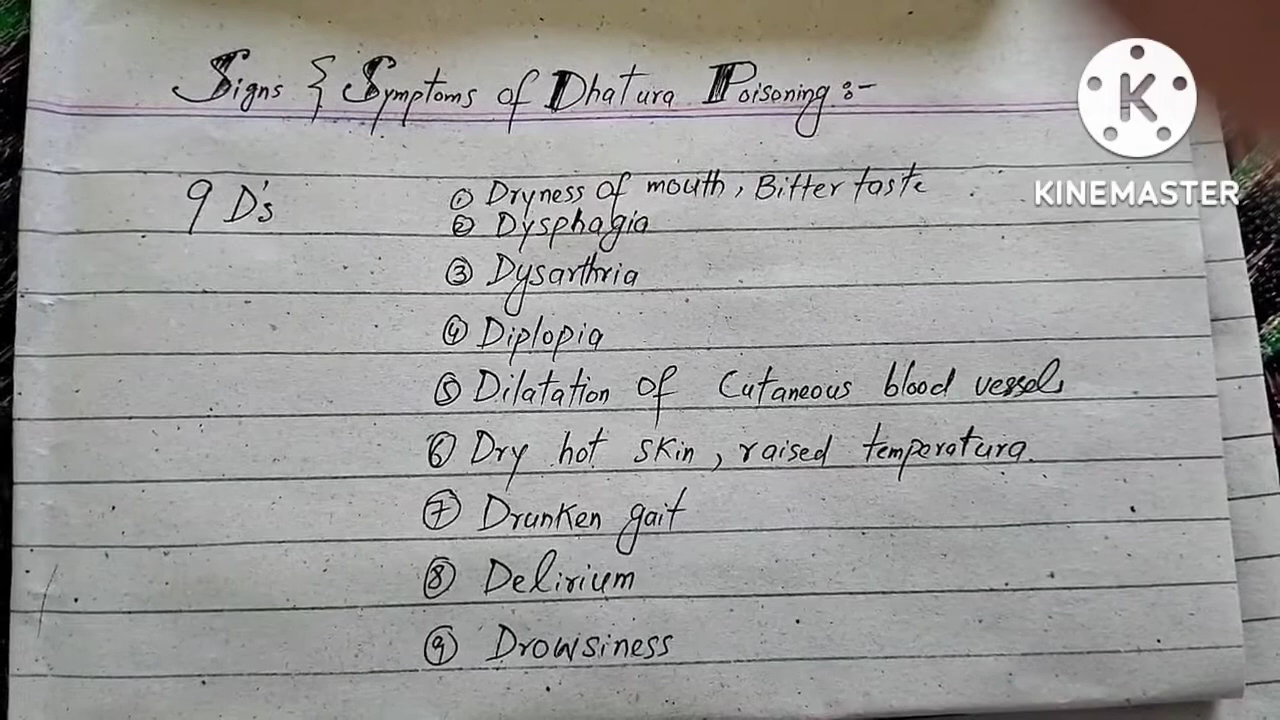 Signs & Symptoms of Dhatura Poisoning :-
K
KINEMASTER
9 D's
① Dryness of mouth, Bitter taste
② Dysphagia
③ Dysarthria
④ Diplopia
⑤ Dilatation of Cutaneous blood vessels
⑥ Dry hot skin, raised temperatura.
⑦ Drunken gait
⑧ Delirium
⑨ Drowsiness